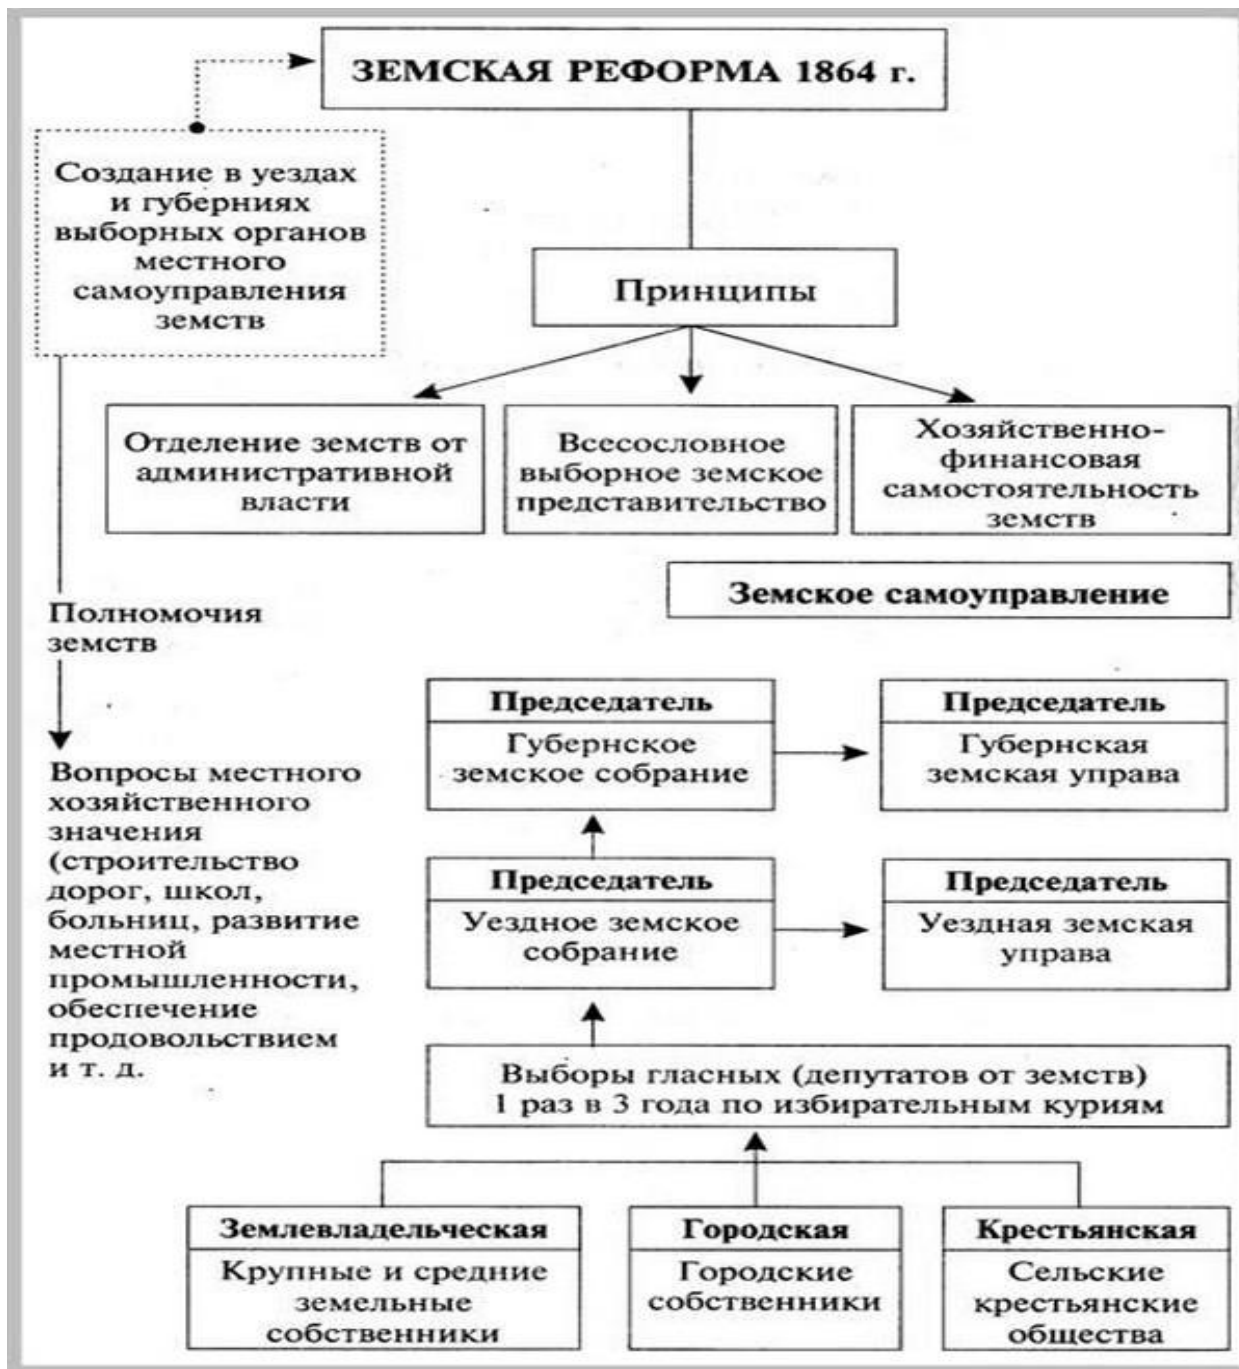 ЗЕМСКАЯ РЕФОРМА 1864 г.
Создание в уездах
и губерниях
выборных органов
местного
самоуправления
земств
Принципы
Отделение земств от
административной
власти
Всесословное
выборное земское
представительство
Хозяйственно-
финансовая
самостоятельность
земств
Земское самоуправление
Полномочия
земств
Вопросы местного
хозяйственного
значения
(строительство
дорог, школ,
больниц, развитие
местной
промышленности,
обеспечение
продовольствием
и т. д.
Председатель
Губернское
земское собрание
Председатель
Губернская
земская управа
Председатель
Уездное земское
собрание
Председатель
Уездная земская
управа
Выборы гласных (депутатов от земств)
1 раз в 3 года по избирательным куриям
Землевладельческая
Крупные и средние
земельные
собственники
Городская
Городские
собственники
Крестьянская
Сельские
крестьянские
общества